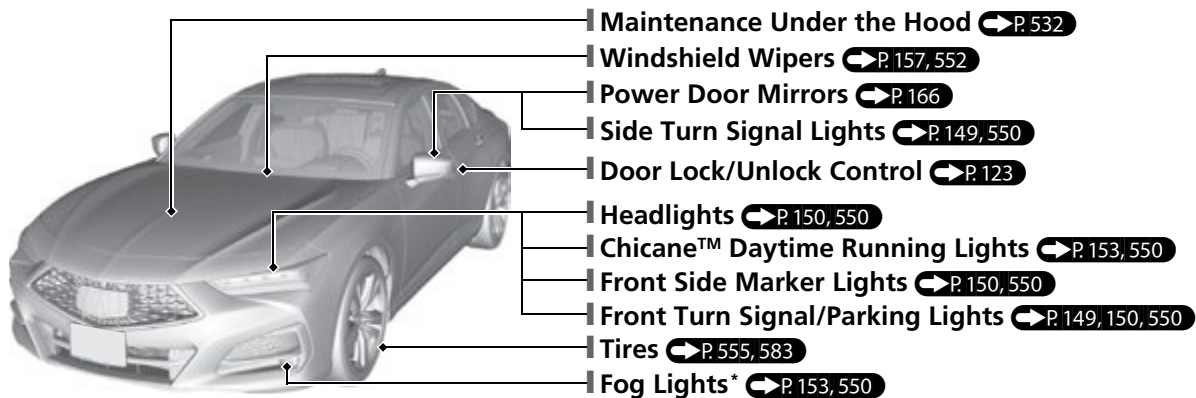 Maintenance Under the Hood P. 532
Windshield Wipers P. 157, 552
Power Door Mirrors P. 166
Side Turn Signal Lights P. 149, 550
Door Lock/Unlock Control P. 123
Headlights P. 150, 550
Chicane™ Daytime Running Lights P. 153, 550
Front Side Marker Lights P. 150, 550
Front Turn Signal/Parking Lights P. 149, 150, 550
Tires P. 555, 583
Fog Lights* P. 153, 550